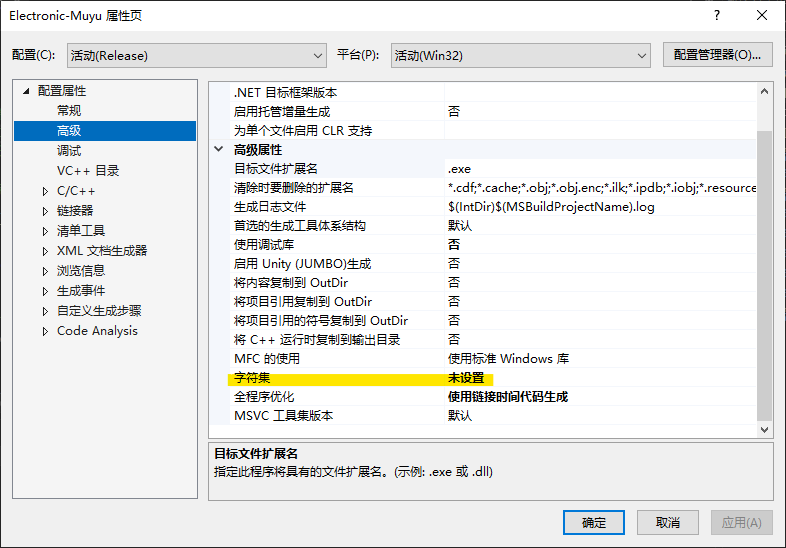 Electronic-Muyu 属性页
配置(C): 活动(Release) 平台(P): 活动(Win32) 配置管理器(O)...
配置属性
常规
高级
调试
VC++ 目录
C/C++
链接器
清单工具
XML 文档生成器
浏览信息
生成事件
自定义生成步骤
Code Analysis
.NET 目标框架版本
启用托管增量生成 否
为单个文件启用 CLR 支持
高级属性
目标文件扩展名 .exe
清除时要删除的扩展名 *.cdf;*.cache;*.obj;*.obj.enc;*.ilk;*.ipdb;*.iobj;*.resource
生成日志文件 $(IntDir)$(MSBuildProjectName).log
首选的生成工具体系结构 默认
使用调试库 否
启用 Unity (JUMBO)生成 否
将内容复制到 OutDir 否
将项目引用复制到 OutDir 否
将项目引用的符号复制到 OutDir 否
将 C++ 运行时复制到输出目录 否
MFC 的使用 使用标准 Windows 库
字符集 未设置
全程序优化 使用链接时间代码生成
MSVC 工具集版本 默认
目标文件扩展名
指定此程序将具有的文件扩展名。(示例: .exe 或 .dll)
确定 取消 应用(A)